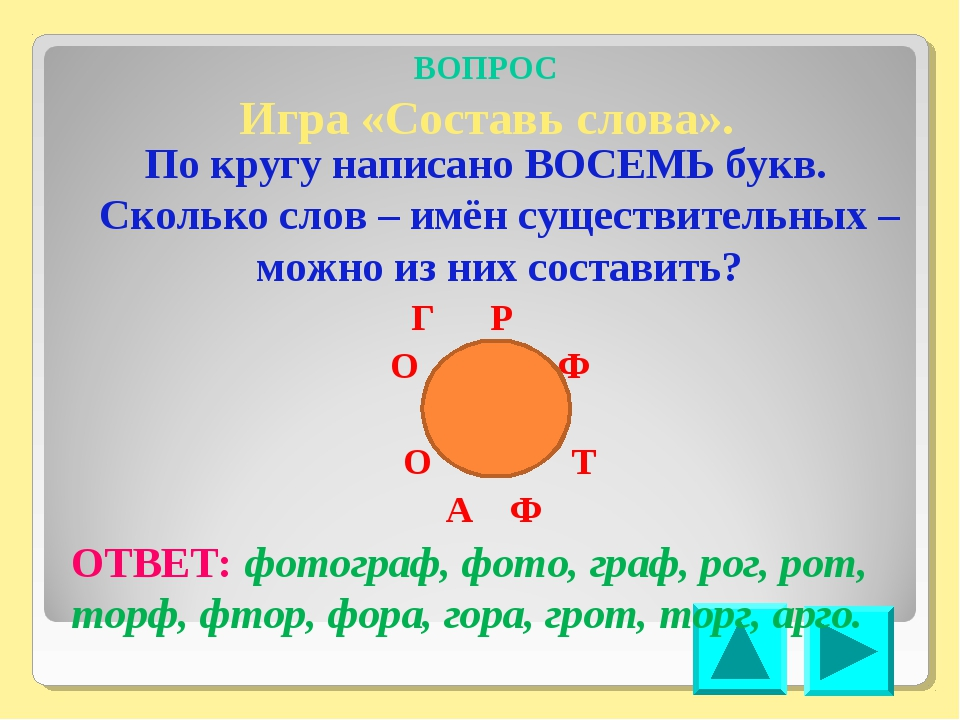 ВОПРОС
Игра «Составь слова».
По кругу написано ВОСЕМЬ букв.
Сколько слов – имён существительных –
можно из них составить?
Г Р
О Ф
О Т
А Ф
ОТВЕТ: фотограф, фото, граф, рог, рот,
торф, фтор, фора, гора, грот, торг, арго.